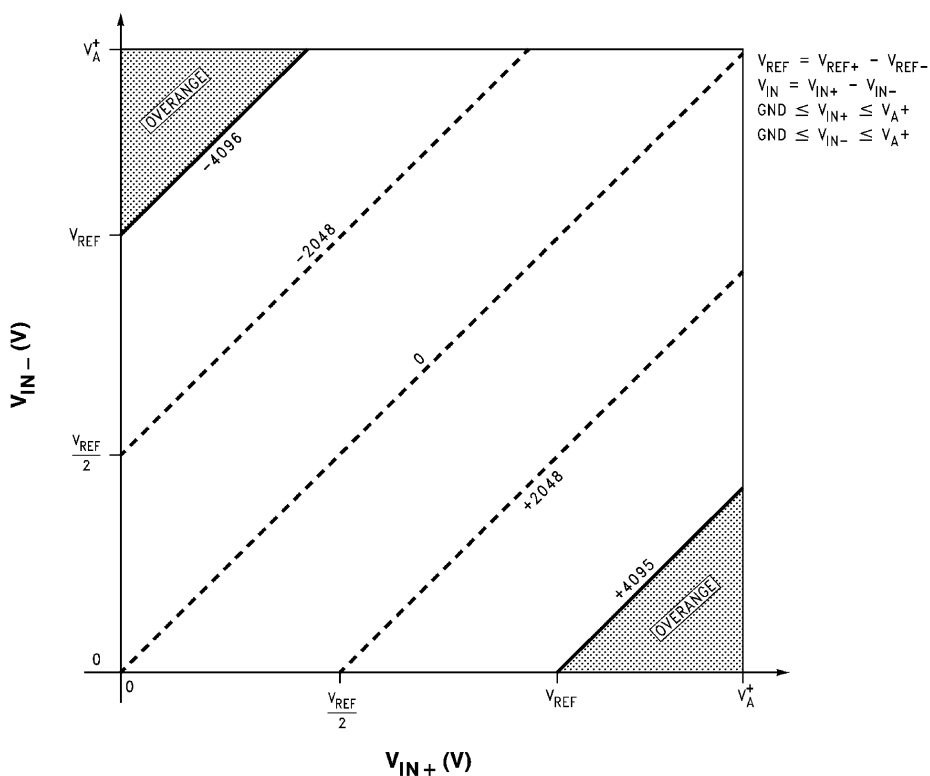 V_A^+
OVERANGE
-4096
V_REF = V_REF+ - V_REF-
V_IN = V_IN+ - V_IN-
GND ≤ V_IN+ ≤ V_A+
GND ≤ V_IN- ≤ V_A+
V_REF
-2048
V_IN- (V)
0
V_REF
2
+2048
+4095
OVERANGE
0
0
V_REF
2
V_REF
V_A^+
V_IN+ (V)